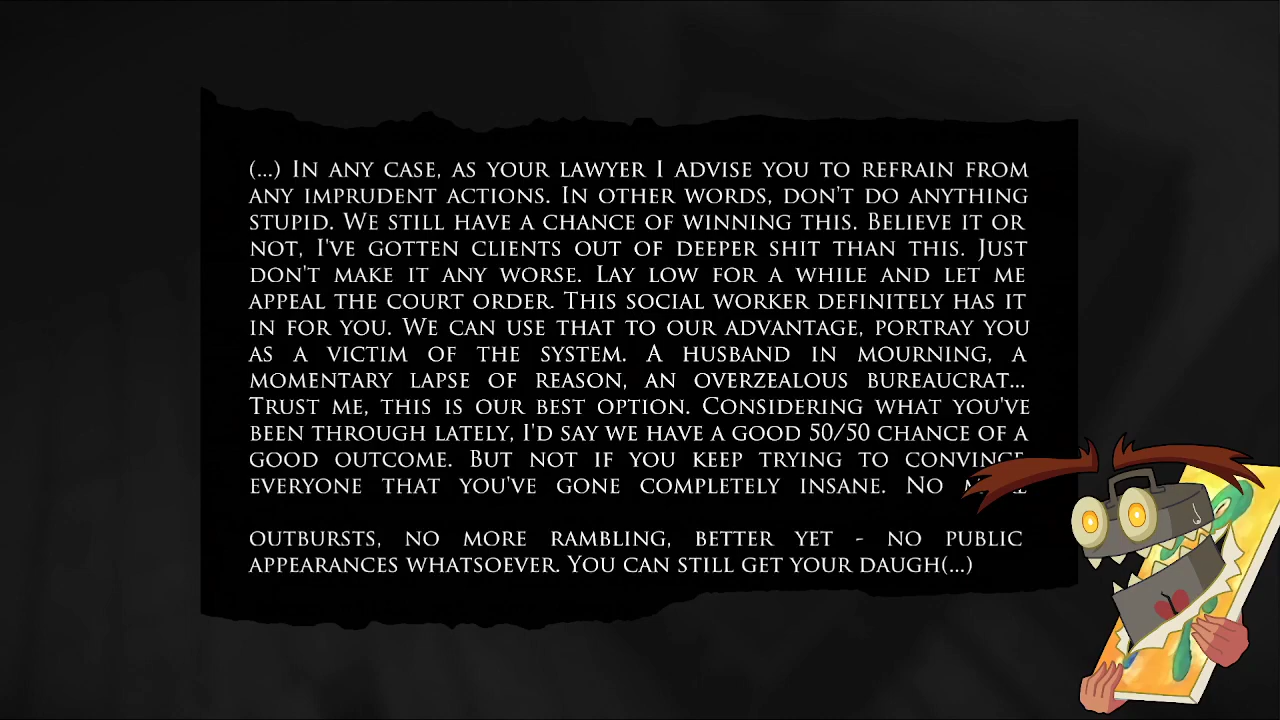 (...) In any case, as your lawyer I advise you to refrain from
any imprudent actions. In other words, don't do anything
stupid. We still have a chance of winning this. Believe it or
not, I've gotten clients out of deeper shit than this. Just
don't make it any worse. Lay low for a while and let me
appeal the court order. This social worker definitely has it
in for you. We can use that to our advantage, portray you
as a victim of the system. A husband in mourning, a
momentary lapse of reason, an overzealous bureaucrat...
Trust me, this is our best option. Considering what you've
been through lately, I'd say we have a good 50/50 chance of a
good outcome. But not if you keep trying to convince
everyone that you've gone completely insane. No
outbursts, no more rambling, better yet - no public
appearances whatsoever. You can still get your daugh(...)